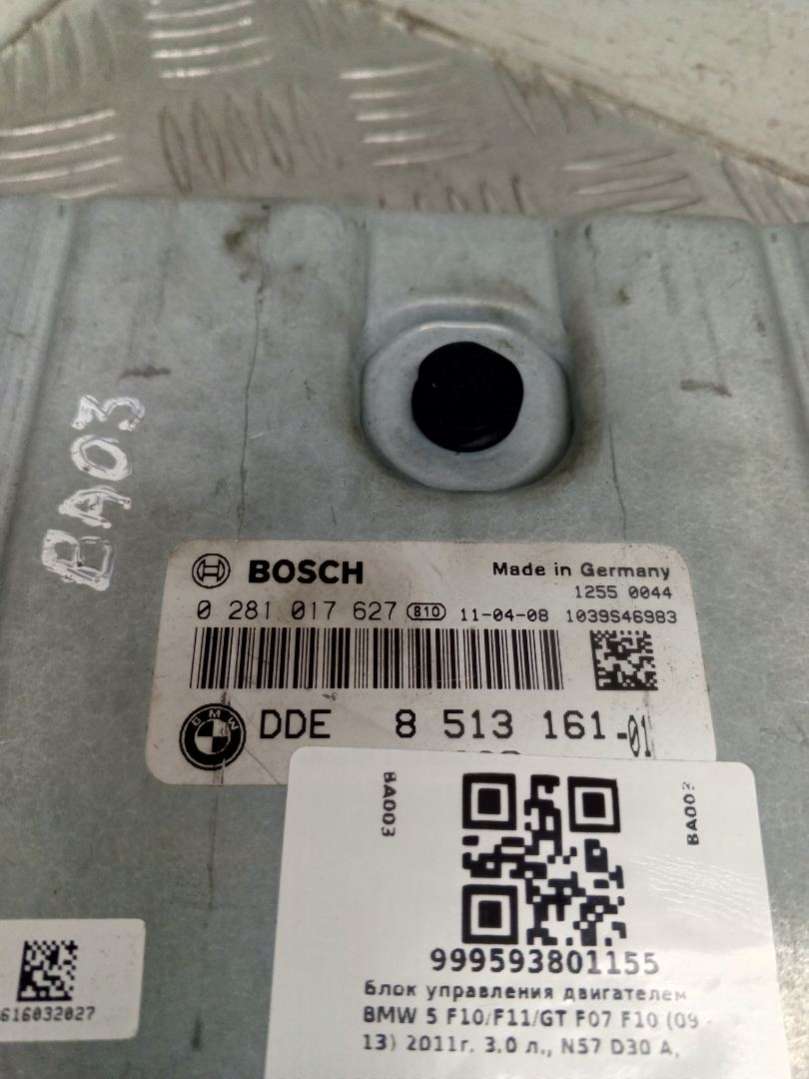 BA03
BOSCH
Made in Germany
1255 0044
0 281 017 627 B10 11-04-08 1039S46983
BMW
DDE 8 513 161-01
BA003
999593801155
Блок управления двигателем
BMW 5 F10/F11/GT F07 F10 (09 -
13) 2011г. 3.0 л., N57 D30 A,
616032027